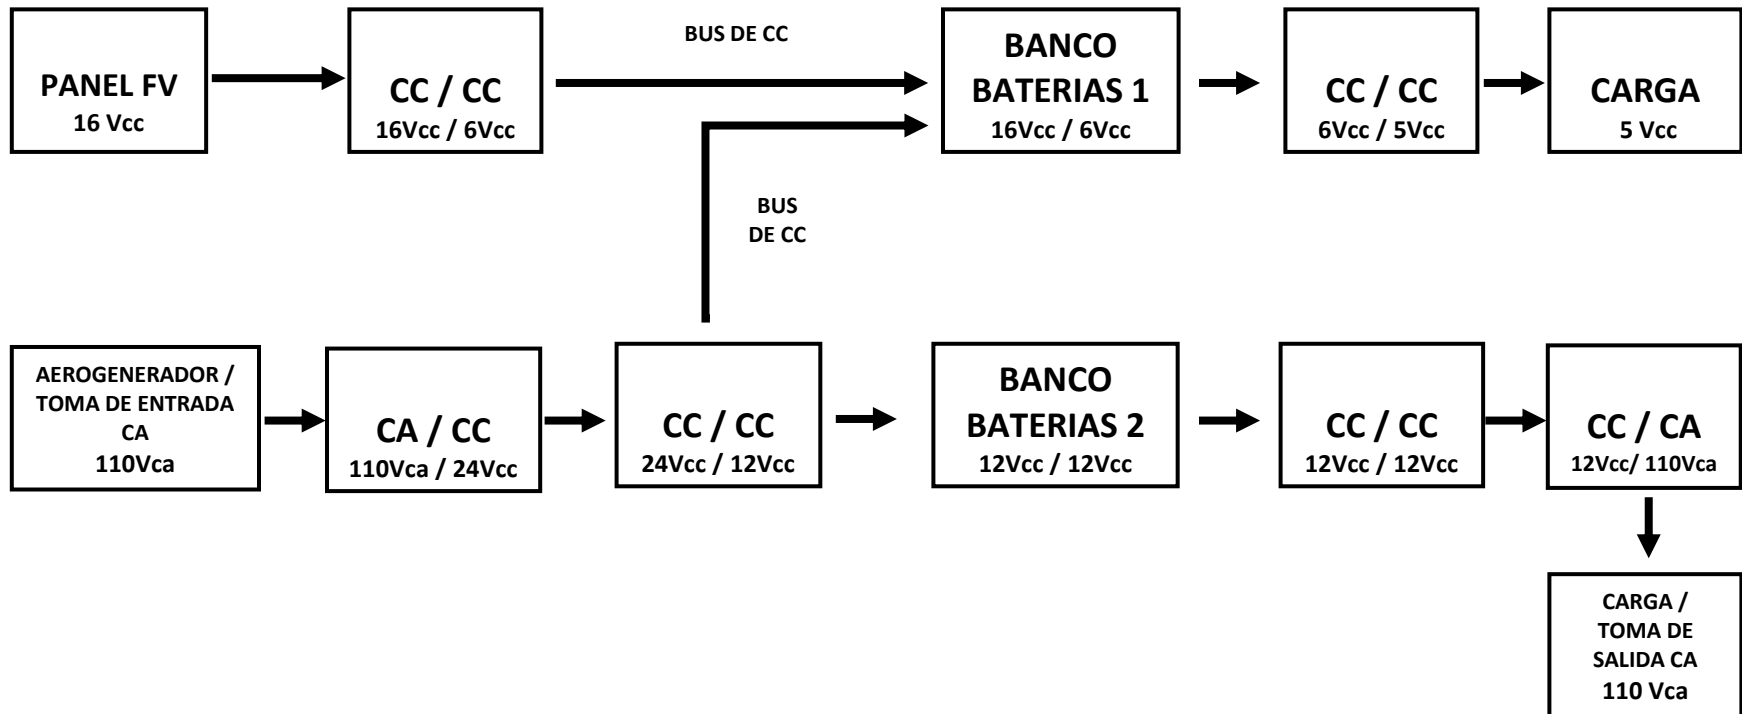 PANEL FV
16 Vcc
CC / CC
16Vcc / 6Vcc
BUS DE CC
BANCO
BATERIAS 1
16Vcc / 6Vcc
CC / CC
6Vcc / 5Vcc
CARGA
5 Vcc
BUS
DE CC
AEROGENERADOR /
TOMA DE ENTRADA
CA
110Vca
CA / CC
110Vca / 24Vcc
CC / CC
24Vcc / 12Vcc
BANCO
BATERIAS 2
12Vcc / 12Vcc
CC / CC
12Vcc / 12Vcc
CC / CA
12Vcc/ 110Vca
CARGA /
TOMA DE
SALIDA CA
110 Vca